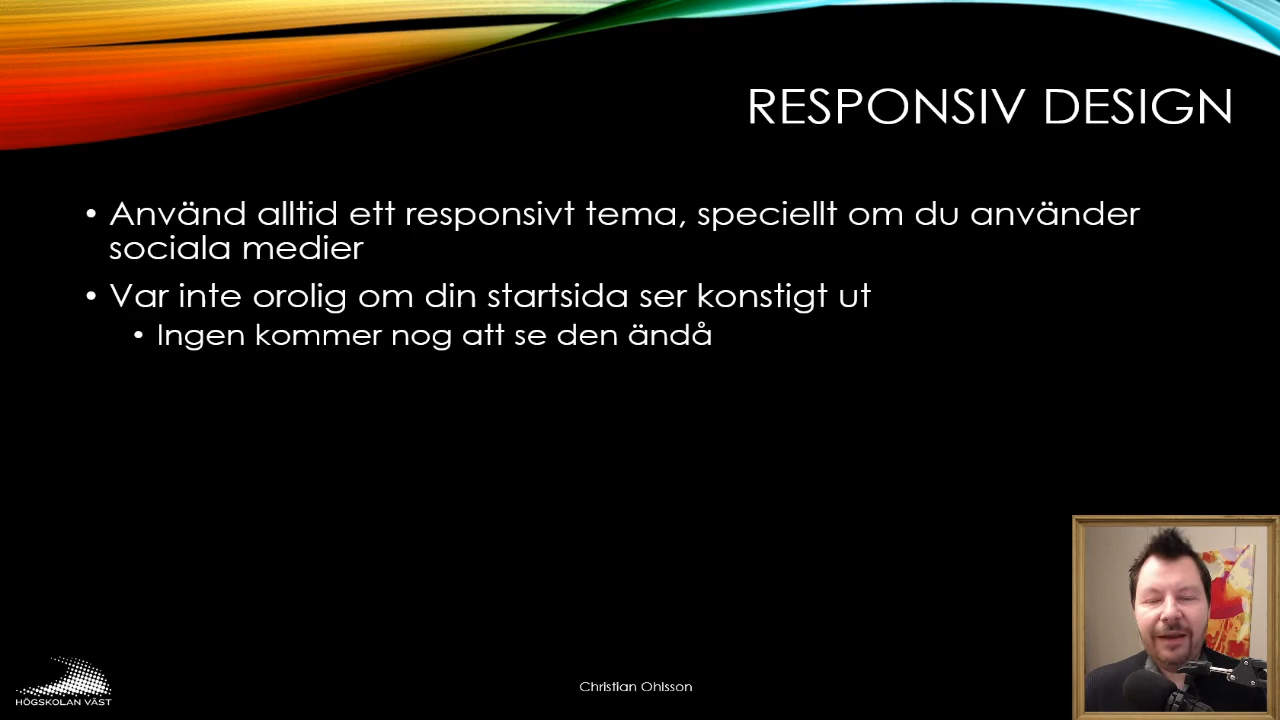 RESPONSIV DESIGN
• Använd alltid ett responsivt tema, speciellt om du använder
sociala medier
• Var inte orolig om din startsida ser konstigt ut
• Ingen kommer nog att se den ändå
HÖGSKOLAN VÄST
Christian Ohlsson